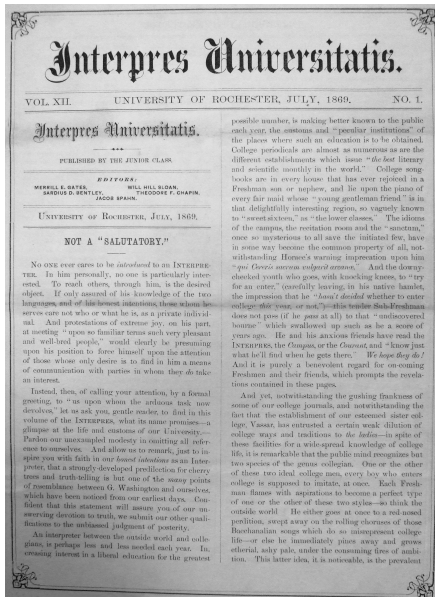 Interpres Universitatis.
VOL. XII. UNIVERSITY OF ROCHESTER, JULY, 1869. NO. 1.
Interpres Universitatis.
PUBLISHED BY THE JUNIOR CLASS.
EDITORS:
MERRILL E. GATES, WILL HILL SLOAN,
SARDIUS D. BENTLEY, THEODORE F. CHAPIN,
JACOB SPAHN.
UNIVERSITY OF ROCHESTER, JULY, 1869.
NOT A "SALUTATORY."
NO ONE ever cares to be introduced to an INTERPRE-
TER. In him personally, no one is particularly inter-
ested. To reach others, through him, is the desired
object. If only assured of his knowledge of the two
languages, and of his honest intentions, those whom he
serves care not who or what he is, as a private individ-
ual. And protestations of extreme joy, on his part,
at meeting "upon so familiar terms such very pleasant
and well-bred people," would clearly be presuming
upon his position to force himself upon the attention
of those whose only desire is to find in him a means
of communication with parties in whom they do take
an interest.
Instead, then, of calling your attention, by a formal
greeting, to "us upon whom the arduous task now
devolves," let us ask you, gentle reader, to find in this
volume of the INTERPRES, what its name promises—a
glimpse at the life and customs of our University.—
Pardon our unexampled modesty in omitting all refer-
ence to ourselves. And allow us to remark, just to in-
spire you with faith in our honest intentions as an Inter-
preter, that a strongly developed predilection for cherry
trees and truth-telling is but one of the many points
of resemblance between G. Washington and ourselves,
which have been noticed from our earliest days. Con-
fident that this statement will assure you of our un-
swerving devotion to truth, we submit our other quali-
fications to the unbiassed judgment of posterity.
An interpreter between the outside world and col-
legians, is perhaps less and less needed each year. In-
creasing interest in a liberal education for the greatest
possible number, is making better known to the public
each year, the customs and "peculiar institutions" of
the places where such an education is to be obtained.
College periodicals are almost as numerous as are the
different establishments which issue "the best literary
and scientific monthly in the world." College song-
books are in every house that has ever rejoiced in a
Freshman son or nephew, and lie upon the piano of
every fair maid whose "young gentleman friend" is in
that delightfully interesting region, so vaguely known
to "sweet sixteen," as "the lower classes." The idioms
of the campus, the recitation room and the "sanctum,"
once so mysterious to all save the initiated few, have
in some way become the common property of all, not-
withstanding Horace's warning imprecation upon him
"qui Cereris sacrum vulgarit arcanae." And the downy-
cheeked youth who goes, with knocking knees, to "try
for an enter," (carefully leaving, in his native hamlet,
the impression that he "hasn't decided whether to enter
college this year, or not,"—this tender Sub-Freshman
does not pass (if he pass at all) to that "undiscovered
bourne" which swallowed up such as he a score of
years ago. He and his anxious friends have read the
INTERPRES, the Campus, or the Courant, and "know just
what he'll find when he gets there." We hope they do!
And it is purely a benevolent regard for on-coming
Freshman and their friends, which prompts the revela-
tions contained in these pages.
And yet, notwithstanding the gushing frankness of
some of our college journals, and notwithstanding the
fact that the establishment of our esteemed sister col-
lege, Vassar, has entrusted a certain weak dilution of
college ways and traditions to the ladies—in spite of
these facilities for a wide-spread knowledge of college
life, it is remarkable that the public mind recognizes but
two species of the genus collegian. One or the other
of these two ideal college men, every boy who enters
college is supposed to imitate, at once. Each Fresh-
man flames with aspirations to become a perfect type
of one or the other of these two styles—so think the
outside world! He either goes at once to a red-nosed
perdition, swept away on the rolling choruses of those
Bacchanalian songs which do so misrepresent college
life—or else he immediately pines away and grows
etherial, ashy pale, under the consuming fires of ambi-
tion. This latter idea, it is noticeable, is the prevalent